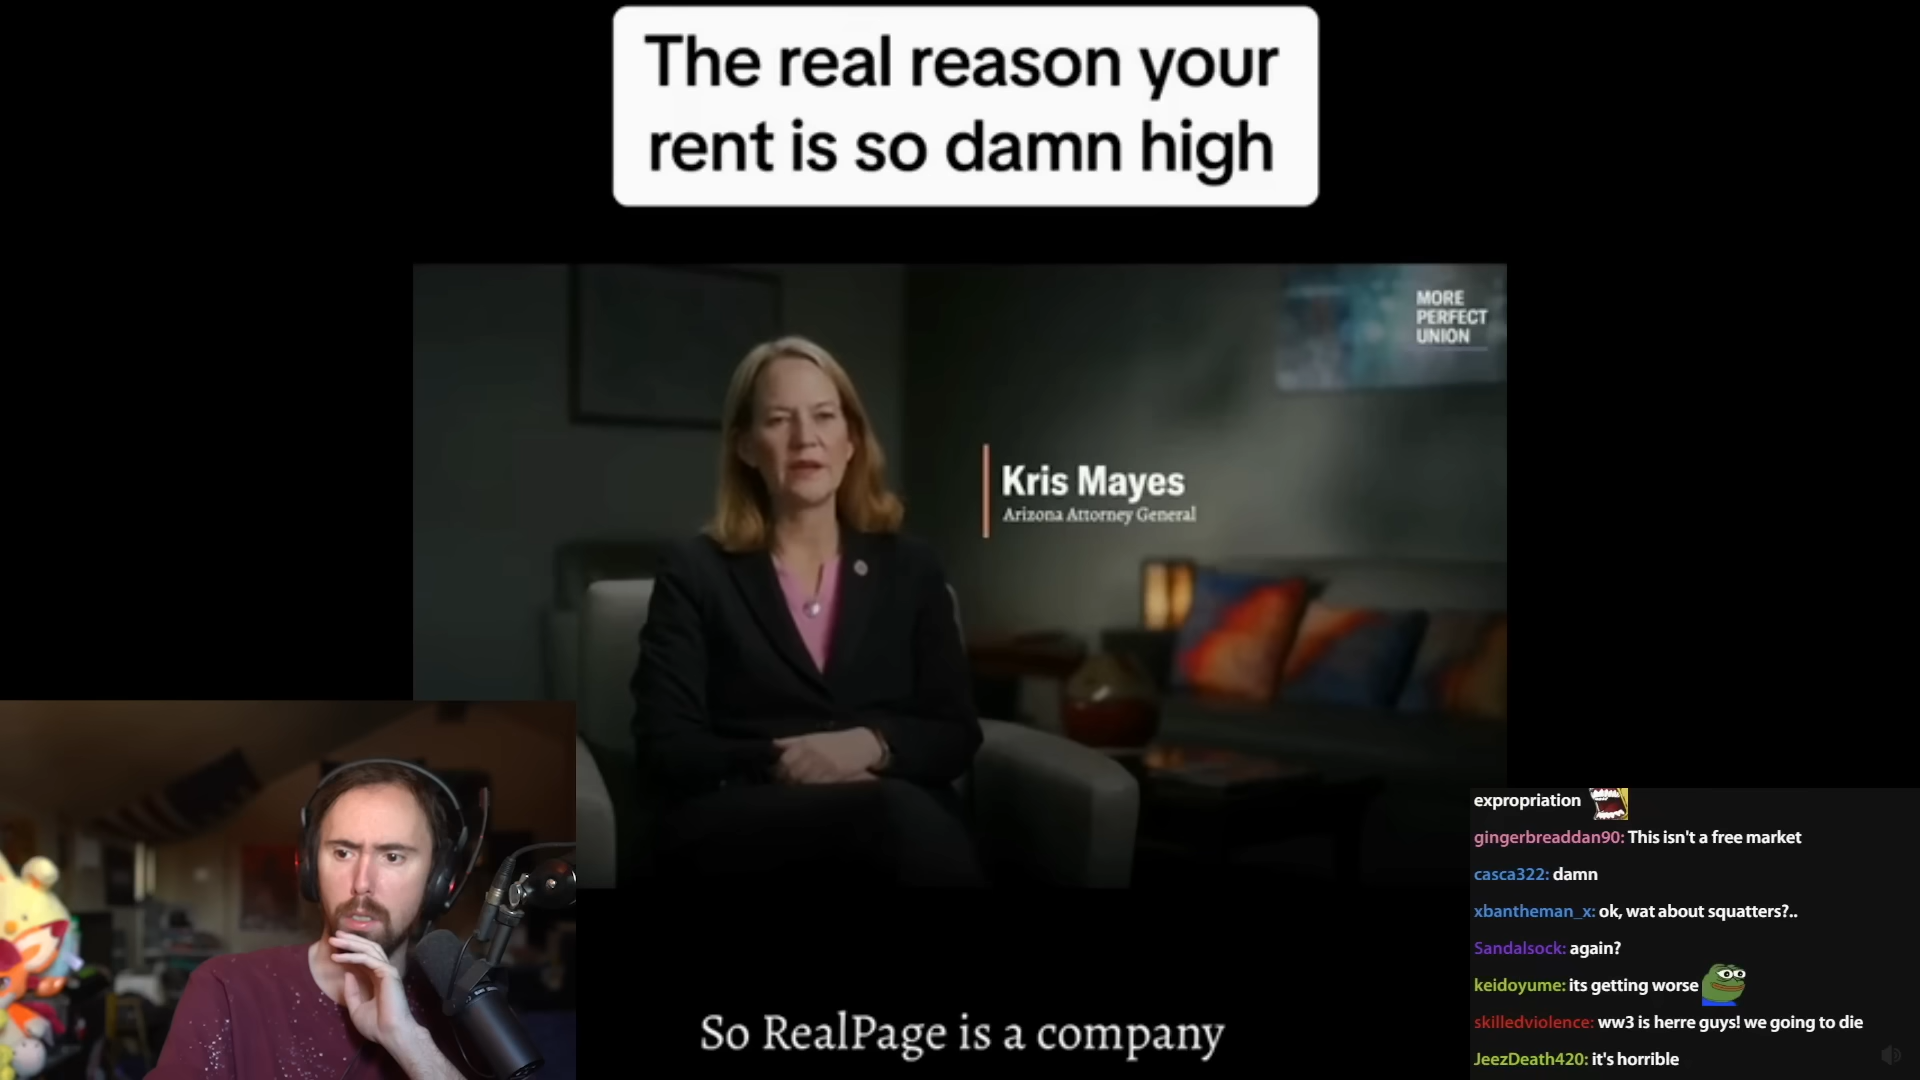 The real reason your
rent is so damn high
MORE
PERFECT
UNION
Kris Mayes
Arizona Attorney General
So RealPage is a company
expropriation
gingerbreaddan90: This isn't a free market
casca322: damn
xbantheman_x: ok, wat about squatters?..
Sandalsock: again?
keidoyume: its getting worse
skilledviolence: ww3 is herre guys! we going to die
JeezDeath420: it's horrible